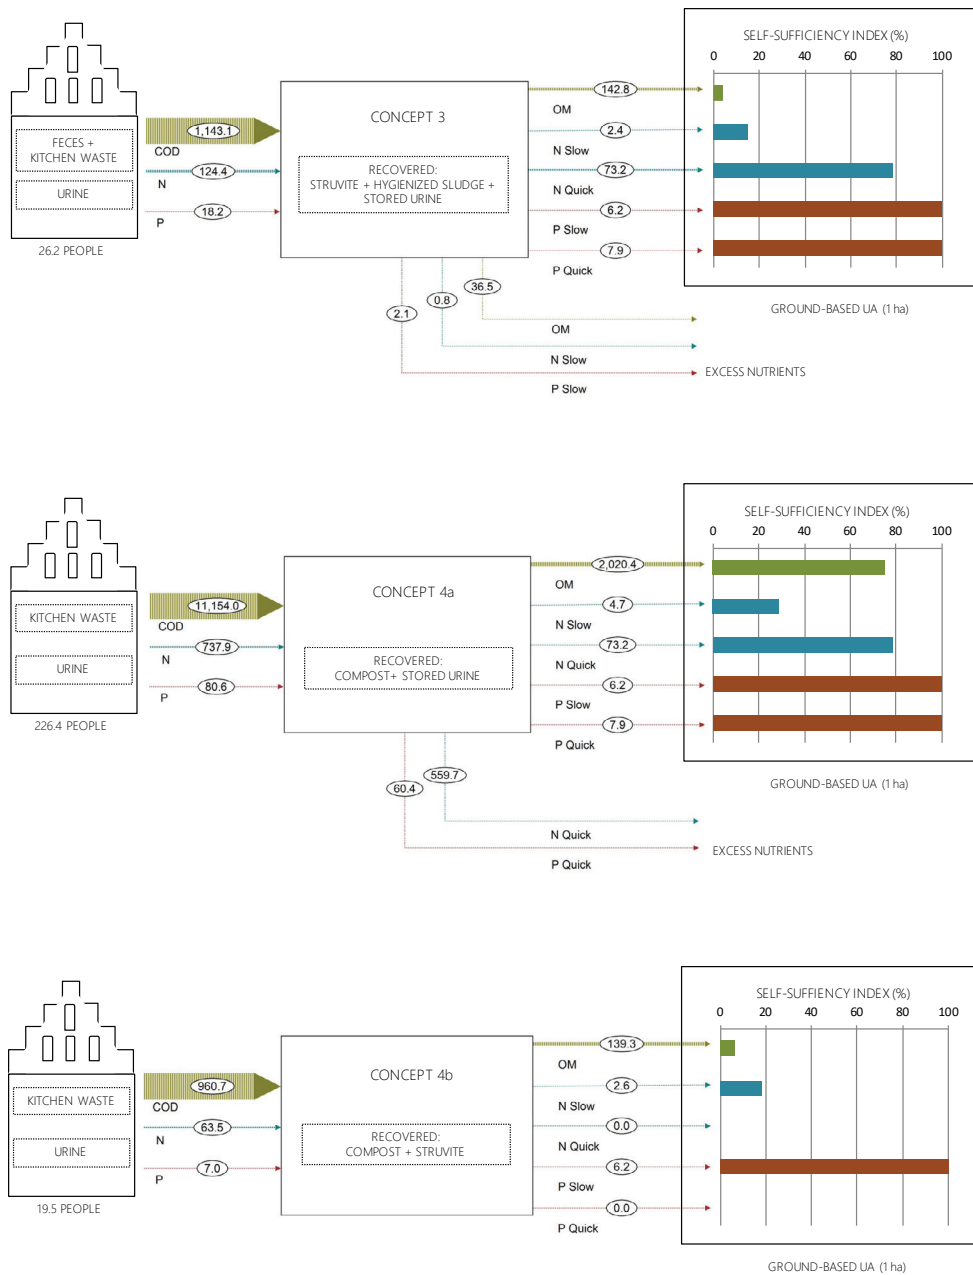 SELF-SUFFICIENCY INDEX (%)
0 20 40 60 80 100
FECES +
KITCHEN WASTE
URINE
26.2 PEOPLE
1,143.1
COD
124.4
N
18.2
P
CONCEPT 3
RECOVERED:
STRUVITE + HYGIENIZED SLUDGE +
STORED URINE
142.8
OM
2.4
N Slow
73.2
N Quick
6.2
P Slow
7.9
P Quick
36.5
0.8
2.1
OM
N Slow
P Slow
GROUND-BASED UA (1 ha)
EXCESS NUTRIENTS
SELF-SUFFICIENCY INDEX (%)
0 20 40 60 80 100
KITCHEN WASTE
URINE
226.4 PEOPLE
11,154.0
COD
737.9
N
80.6
P
CONCEPT 4a
RECOVERED:
COMPOST+ STORED URINE
2,020.4
OM
4.7
N Slow
73.2
N Quick
6.2
P Slow
7.9
P Quick
559.7
60.4
N Quick
P Quick
GROUND-BASED UA (1 ha)
EXCESS NUTRIENTS
SELF-SUFFIENCY INDEX (%)
0 20 40 60 80 100
KITCHEN WASTE
URINE
19.5 PEOPLE
960.7
COD
63.5
N
7.0
P
CONCEPT 4b
RECOVERED:
COMPOST + STRUVITE
139.3
OM
2.6
N Slow
0.0
N Quick
6.2
P Slow
0.0
P Quick
GROUND-BASED UA (1 ha)